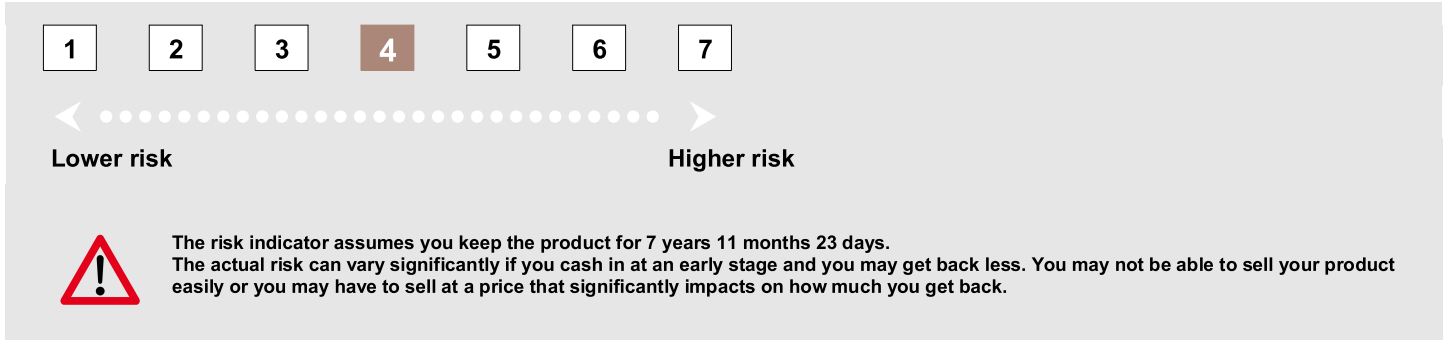 1 2 3 4 5 6 7
Lower risk Higher risk
The risk indicator assumes you keep the product for 7 years 11 months 23 days.
The actual risk can vary significantly if you cash in at an early stage and you may get back less. You may not be able to sell your product
easily or you may have to sell at a price that significantly impacts on how much you get back.